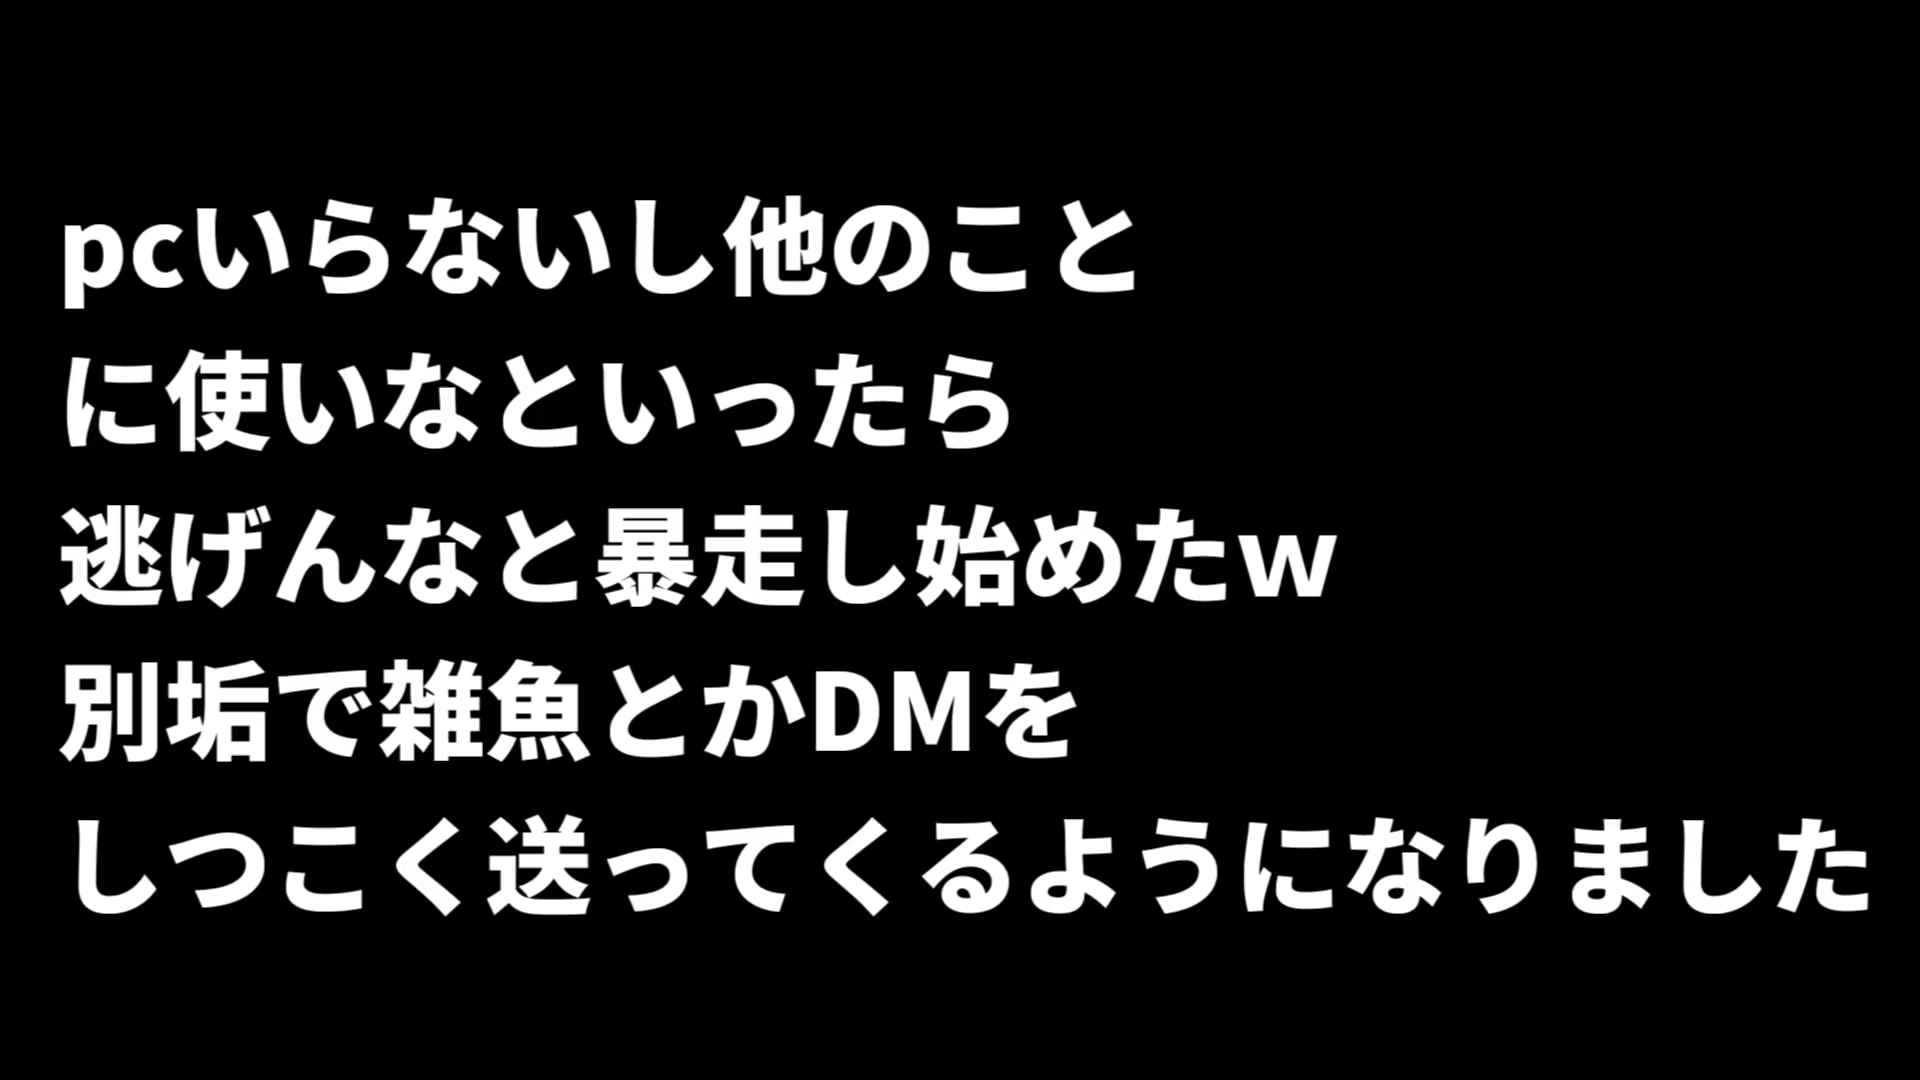 pcいらないし他のこと
に使いなといったら
逃げんなと暴走し始めたw
別垢で雑魚とかDMを
しつこく送ってくるようになりました